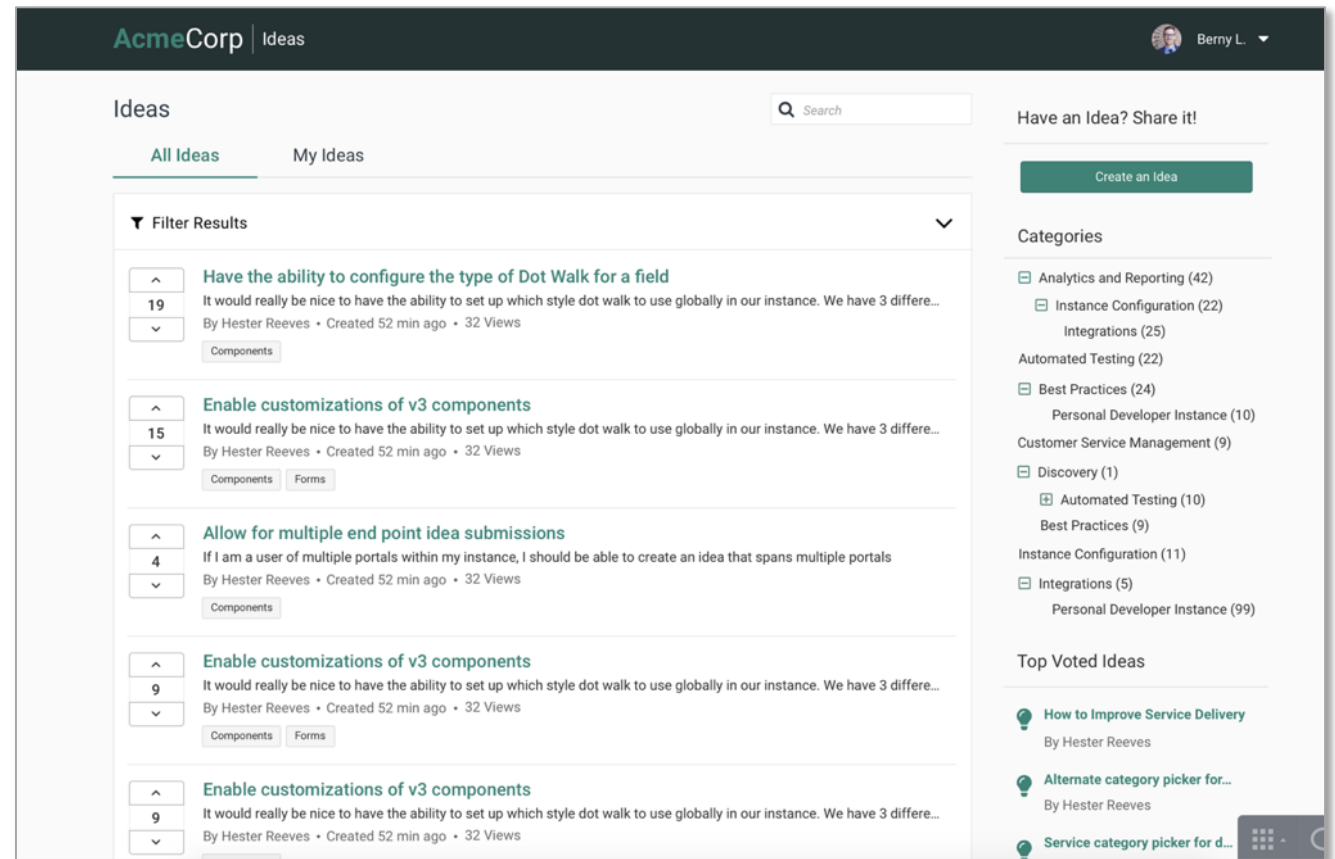 AcmeCorp Ideas
Berny L.
Ideas
Search
All Ideas
My Ideas
Filter Results
Have the ability to configure the type of Dot Walk for a field
19
It would really be nice to have the ability to set up which style dot walk to use globally in our instance. We have 3 differe...
By Hester Reeves • Created 52 min ago • 32 Views
Components
Enable customizations of v3 components
15
It would really be nice to have the ability to set up which style dot walk to use globally in our instance. We have 3 differe...
By Hester Reeves • Created 52 min ago • 32 Views
Components Forms
Allow for multiple end point idea submissions
4
If I am a user of multiple portals within my instance, I should be able to create an idea that spans multiple portals
By Hester Reeves • Created 52 min ago • 32 Views
Components
Enable customizations of v3 components
9
It would really be nice to have the ability to set up which style dot walk to use globally in our instance. We have 3 differe...
By Hester Reeves • Created 52 min ago • 32 Views
Components Forms
Enable customizations of v3 components
9
It would really be nice to have the ability to set up which style dot walk to use globally in our instance. We have 3 differe...
By Hester Reeves • Created 52 min ago • 32 Views
Have an Idea? Share it!
Create an Idea
Categories
Analytics and Reporting (42)
Instance Configuration (22)
Integrations (25)
Automated Testing (22)
Best Practices (24)
Personal Developer Instance (10)
Customer Service Management (9)
Discovery (1)
Automated Testing (10)
Best Practices (9)
Instance Configuration (11)
Integrations (5)
Personal Developer Instance (99)
Top Voted Ideas
How to Improve Service Delivery
By Hester Reeves
Alternate category picker for...
By Hester Reeves
Service category picker for d...